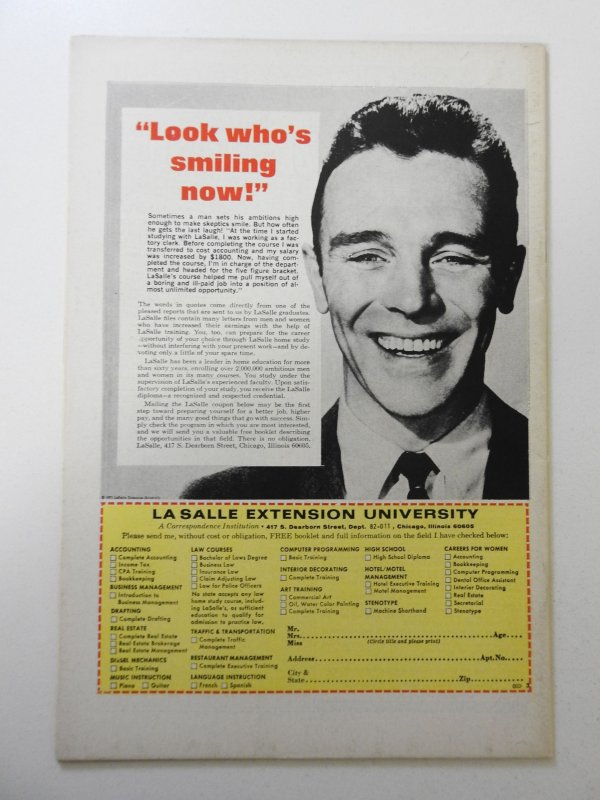 “Look who’s
smiling
now!”
Sometimes a man sets his ambitions high
enough to make skeptics smile. But how often
he gets the last laugh! “At the time I started
studying with LaSalle, I was working as a fac-
tory clerk. Before completing the course I was
transferred to cost accounting and my salary
was increased by $1800. Now, having com-
pleted the course, I’m in charge of the depart-
ment and headed for the five figure bracket.
LaSalle’s course helped me pull myself out of
a boring and ill-paid job into a position of al-
most unlimited opportunity.”
The words in quotes come directly from one of the
pleased reports that are sent to us by LaSalle graduates.
LaSalle files contain many letters from men and women
who have increased their earnings with the help of
LaSalle training. You, too, can prepare for the career
opportunity of your choice through LaSalle home study
—without interfering with your present work—and by de-
voting only a little of your spare time.
LaSalle has been a leader in home education for more
than sixty years, enrolling over 2,000,000 ambitious men
and women in its many courses. You study under the
supervision of LaSalle’s experienced faculty. Upon satis-
factory completion of your study, you receive the LaSalle
diploma—a recognized and respected credential.
Mailing the LaSalle coupon below may be the first
step toward preparing yourself for a better job, higher
pay, and the many good things that go with success. Sim-
ply check the program in which you are most interested,
and we will send you a valuable free booklet describing
the opportunities in that field. There is no obligation.
LaSalle, 417 S. Dearborn Street, Chicago, Illinois 60605.
LaSalle Extension University
LA SALLE EXTENSION UNIVERSITY
A Correspondence Institution • 417 S. Dearborn Street, Dept. 82-011, Chicago, Illinois 60605
Please send me, without cost or obligation, FREE booklet and full information on the field I have checked below:
ACCOUNTING
Complete Accounting
Income Tax
CPA Training
Bookkeeping
BUSINESS MANAGEMENT
Introduction to
Business Management
DRAFTING
Complete Drafting
REAL ESTATE
Complete Real Estate
Real Estate Brokerage
Real Estate Management
DIESEL MECHANICS
Basic Training
MUSIC INSTRUCTION
Piano Guitar
LAW COURSES
Bachelor of Laws Degree
Business Law
Insurance Law
Claim Adjusting Law
Law for Police Officers
No state accepts any law
home study course, includ-
ing LaSalle’s, as sufficient
education to qualify for
admission to practice law.
TRAFFIC & TRANSPORTATION
Complete Traffic
Management
RESTAURANT MANAGEMENT
Complete Executive Training
LANGUAGE INSTRUCTION
French Spanish
COMPUTER PROGRAMMING
Basic Training
INTERIOR DECORATING
Complete Training
ART TRAINING
Commercial Art
Oil, Water Color Painting
Complete Training
HIGH SCHOOL
High School Diploma
HOTEL/MOTEL
MANAGEMENT
Hotel Executive Training
Motel Management
STENOTYPE
Machine Shorthand
CAREERS FOR WOMEN
Accounting
Bookkeeping
Computer Programming
Dental Office Assistant
Interior Decorating
Real Estate
Secretarial
Stenotype
Mr.
Mrs. Age
Miss (Circle title and please print)
Address Apt. No.
City &
State Zip